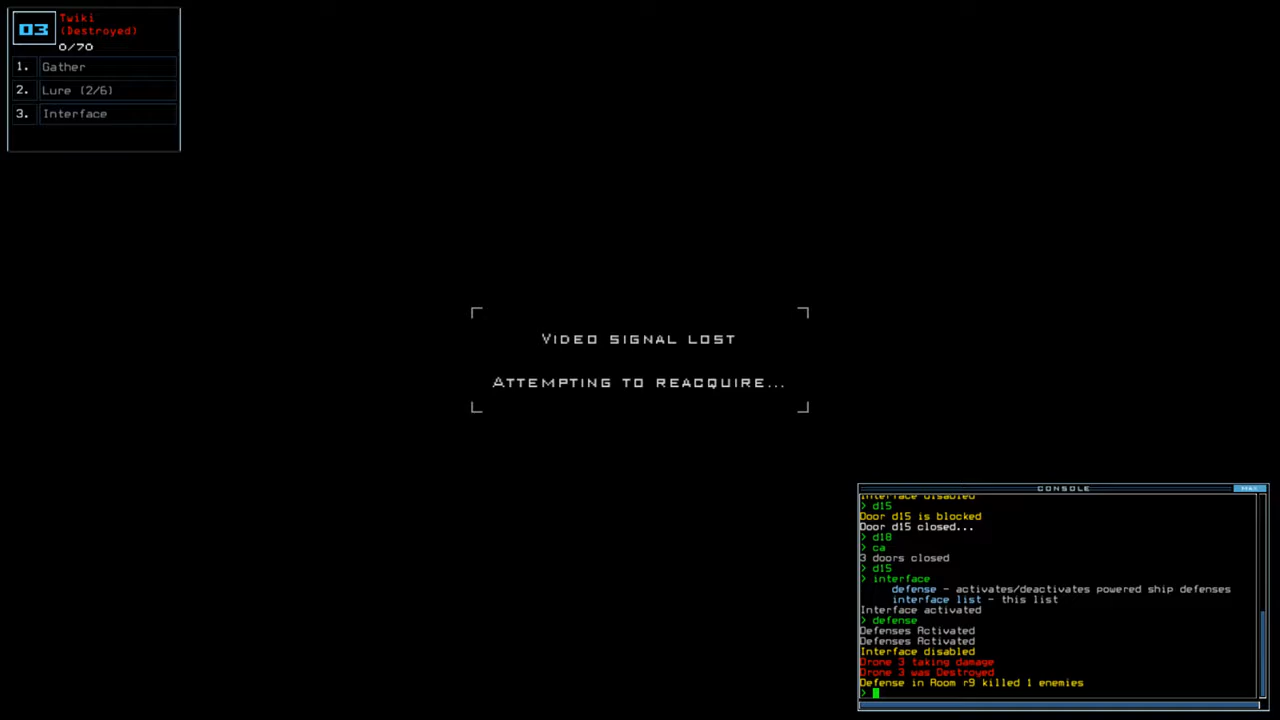 03
Twiki
(Destroyed)
0/70
1. Gather
2. Lure (2/6)
3. Interface
VIDEO SIGNAL LOST
ATTEMPTING TO REACQUIRE...
CONSOLE
Interface disabled
> d15
Door d15 is blocked
Door d15 closed...
> d18
> ca
3 doors closed
> d15
> interface
defense - activates/deactivates powered ship defenses
interface list - this list
Interface activated
> defense
Defenses Activated
Defenses Activated
Interface disabled
Drone 3 taking damage
Drone 3 was Destroyed
Defense in Room r9 killed 1 enemies
>